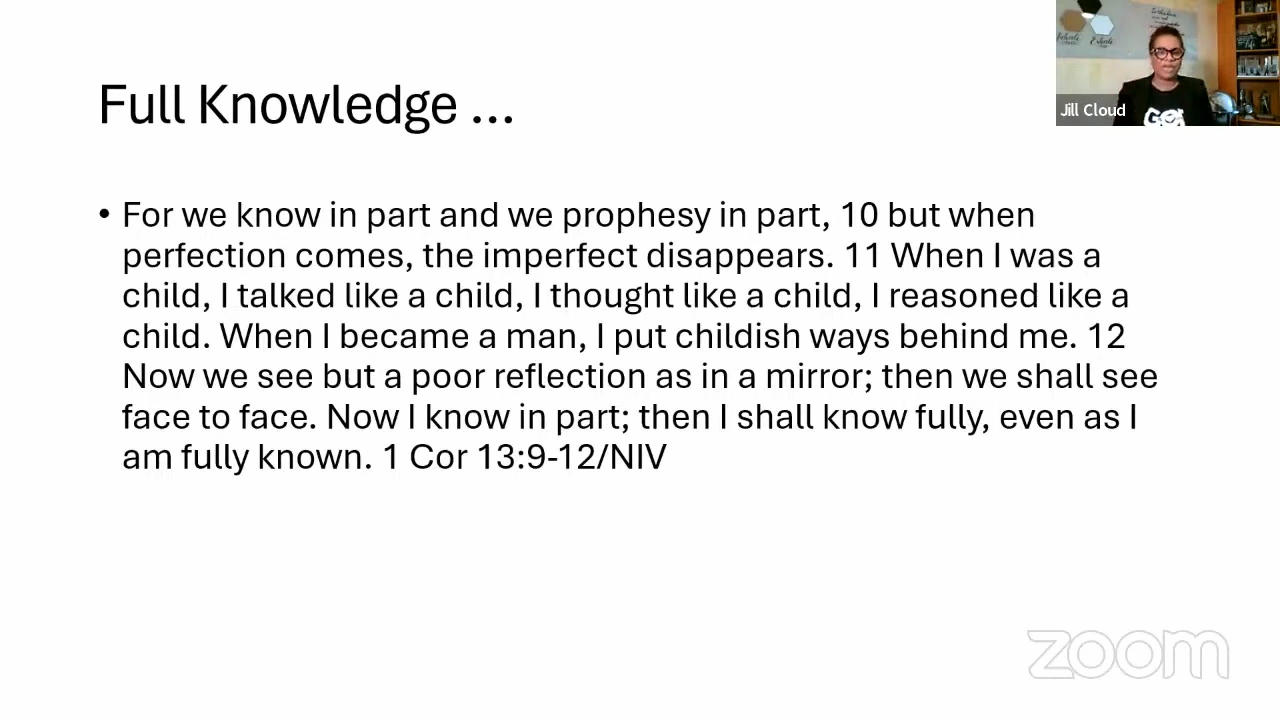 Full Knowledge ...
• For we know in part and we prophesy in part, 10 but when
perfection comes, the imperfect disappears. 11 When I was a
child, I talked like a child, I thought like a child, I reasoned like a
child. When I became a man, I put childish ways behind me. 12
Now we see but a poor reflection as in a mirror; then we shall see
face to face. Now I know in part; then I shall know fully, even as I
am fully known. 1 Cor 13:9-12/NIV
Jill Cloud
zoom